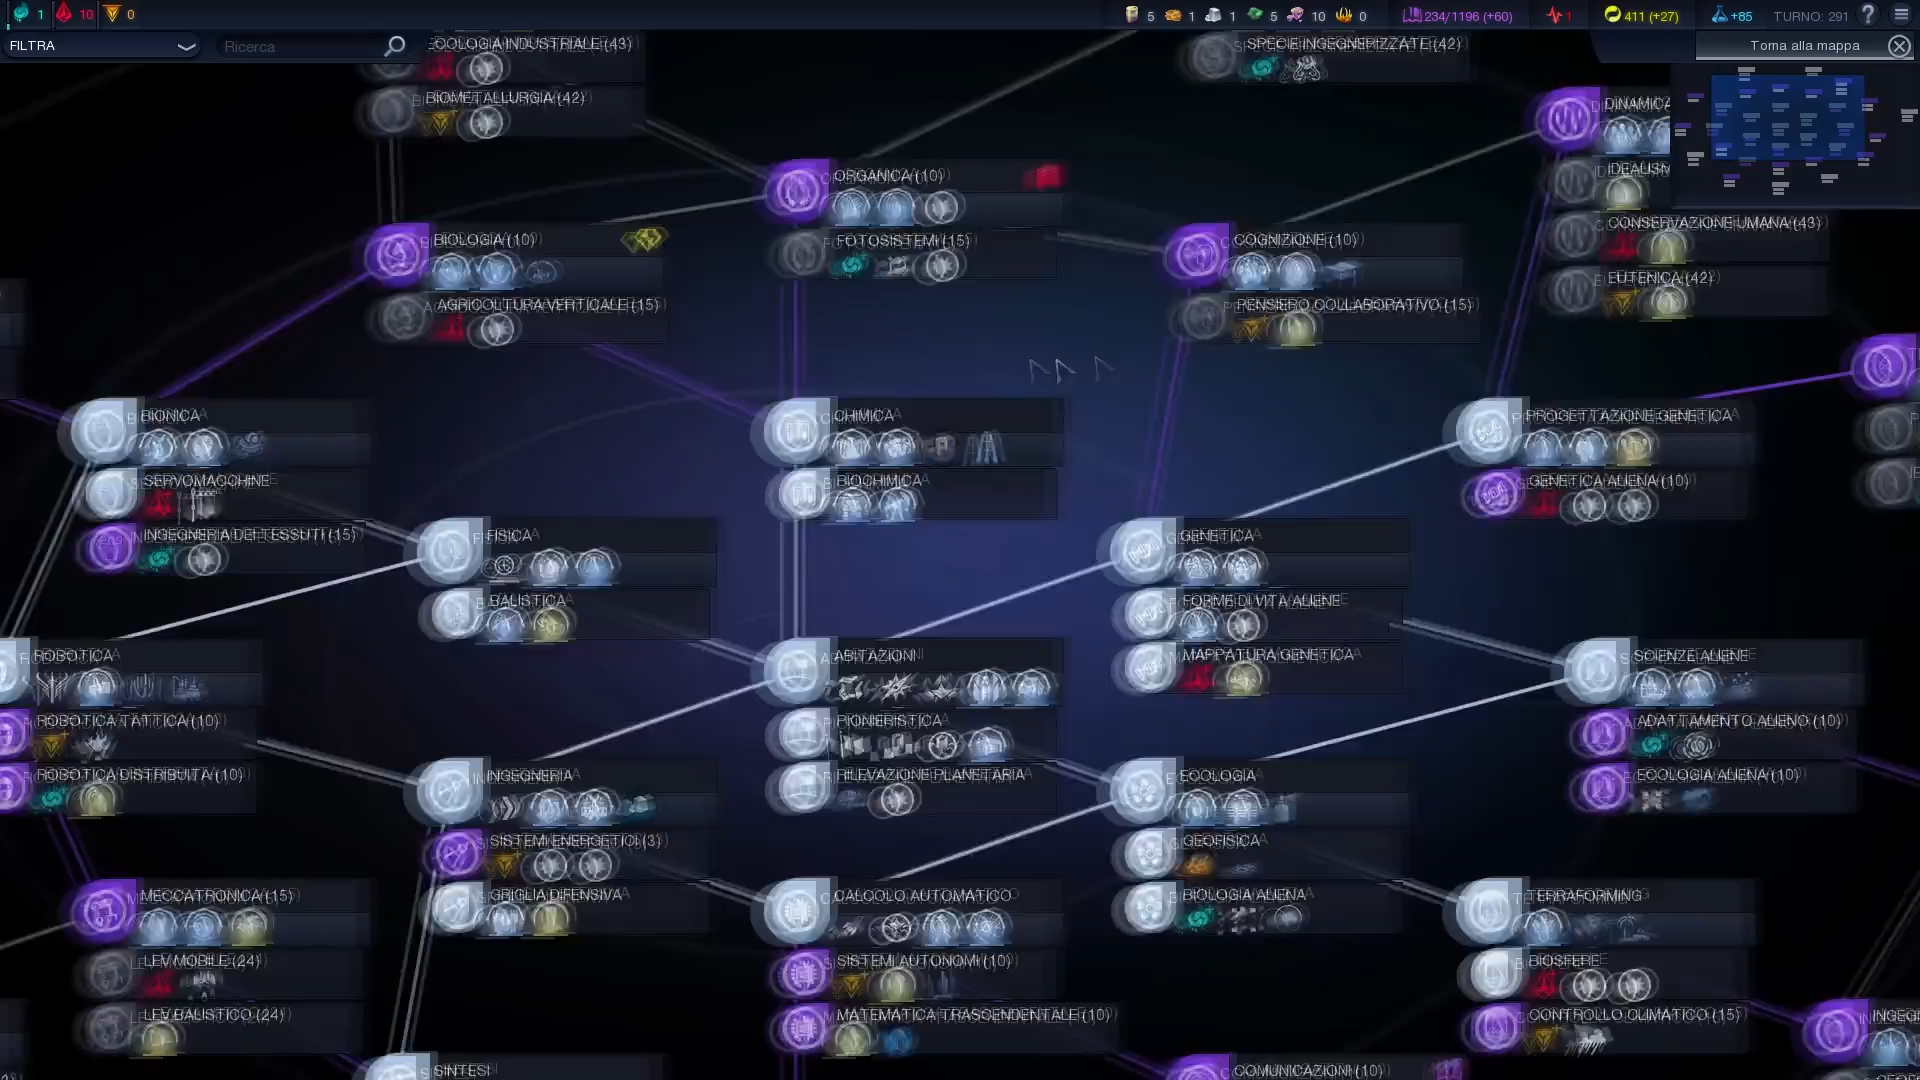 1 10 0
5 1 1 5 10 0 234/1196 (+60) 1 411 (+27) +85 TURNO: 291 ?
FILTRA Ricerca
Torna alla mappa
ECOLOGIA INDUSTRIALE (43)
SPECIE INGEGNERIZZATE (42)
BIOMETALLURGIA (42)
DINAMICA
ORGANICA (10)
CONSERVAZIONE UMANA (43)
BIOLOGIA (10)
FOTOSISTEMI (15)
COGNIZIONE (10)
EUTENICA (42)
AGRICOLTURA VERTICALE (15)
PENSIERO COLLABORATIVO (15)
BIONICA
CHIMICA
PROGETTAZIONE GENETICA
SERVOMACCHINE
BIOCHIMICA
GENETICA ALIENA (10)
INGEGNERIA DEI TESSUTI (15)
FISICA
GENETICA
BALISTICA
FORME DI VITA ALIENE
ROBOTICA
ABITAZIONI
MAPPATURA GENETICA
SCIENZE ALIENE
ROBOTICA TATTICA (10)
PIONIERISTICA
ADATTAMENTO ALIENO (10)
ROBOTICA DISTRIBUITA (10)
INGEGNERIA
RILEVAZIONE PLANETARIA
ECOLOGIA
ECOLOGIA ALIENA (10)
SISTEMI ENERGETICI (3)
GEOFISICA
MECCATRONICA (15)
GRIGLIA DIFENSIVA
CALCOLO AUTOMATICO
BIOLOGIA ALIENA
TERRAFORMING
LEV MOBILE (24)
SISTEMI AUTONOMI (10)
BIOSFERE
LEV BALISTICO (24)
MATEMATICA TRASCENDENTALE (10)
CONTROLLO CLIMATICO (15)
SINTESI
COMUNICAZIONI (10)